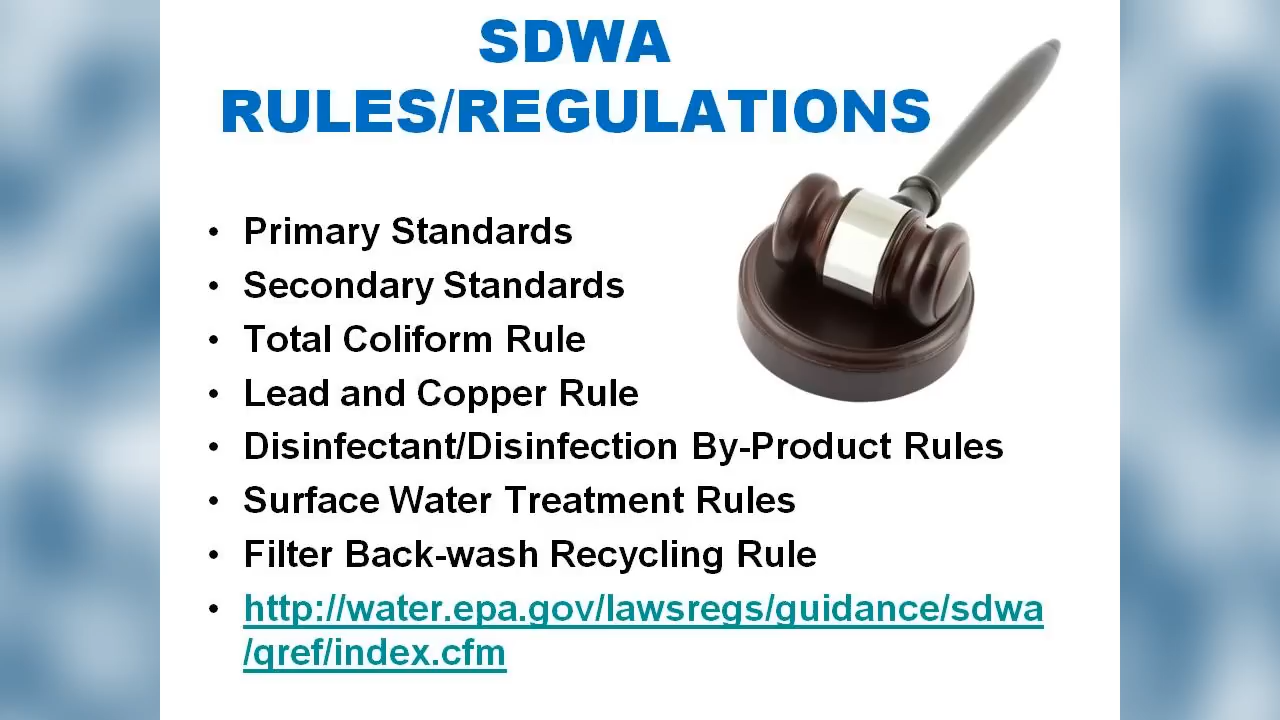 SDWA
RULES/REGULATIONS
• Primary Standards
• Secondary Standards
• Total Coliform Rule
• Lead and Copper Rule
• Disinfectant/Disinfection By-Product Rules
• Surface Water Treatment Rules
• Filter Back-wash Recycling Rule
• http://water.epa.gov/lawsregs/guidance/sdwa
/qref/index.cfm